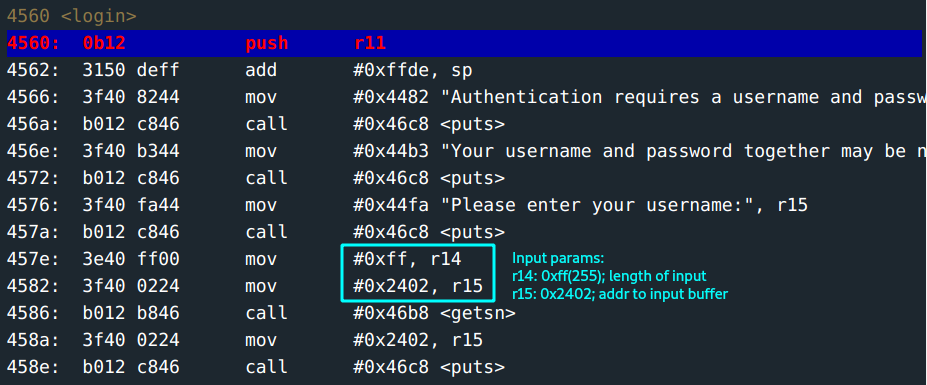 4560 <login>
4560: 0b12 push r11
4562: 3150 deff add #0xffde, sp
4566: 3f40 8244 mov #0x4482 "Authentication requires a username and passw
456a: b012 c846 call #0x46c8 <puts>
456e: 3f40 b344 mov #0x44b3 "Your username and password together may be n
4572: b012 c846 call #0x46c8 <puts>
4576: 3f40 fa44 mov #0x44fa "Please enter your username:", r15
457a: b012 c846 call #0x46c8 <puts>
457e: 3e40 ff00 mov #0xff, r14
4582: 3f40 0224 mov #0x2402, r15
4586: b012 b846 call #0x46b8 <getsn>
458a: 3f40 0224 mov #0x2402, r15
458e: b012 c846 call #0x46c8 <puts>
Input params:
r14: 0xff(255); length of input
r15: 0x2402; addr to input buffer